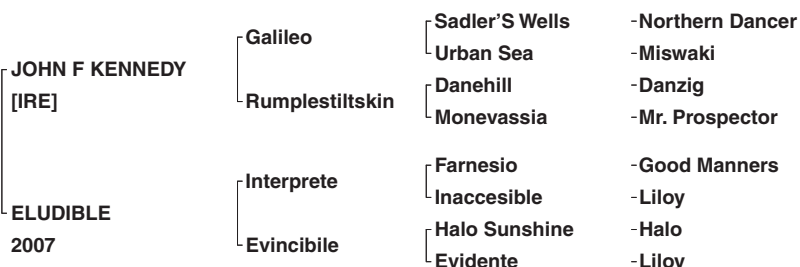 Sadler'S Wells -Northern Dancer
Galileo
Urban Sea -Miswaki
JOHN F KENNEDY
[IRE]
Danehill -Danzig
Rumplestiltskin
Monevassia -Mr. Prospector
Farnesio -Good Manners
Interprete
Inaccesible -Liloy
ELUDIBLE
2007
Halo Sunshine -Halo
Evincibile
Evidente -Liloy